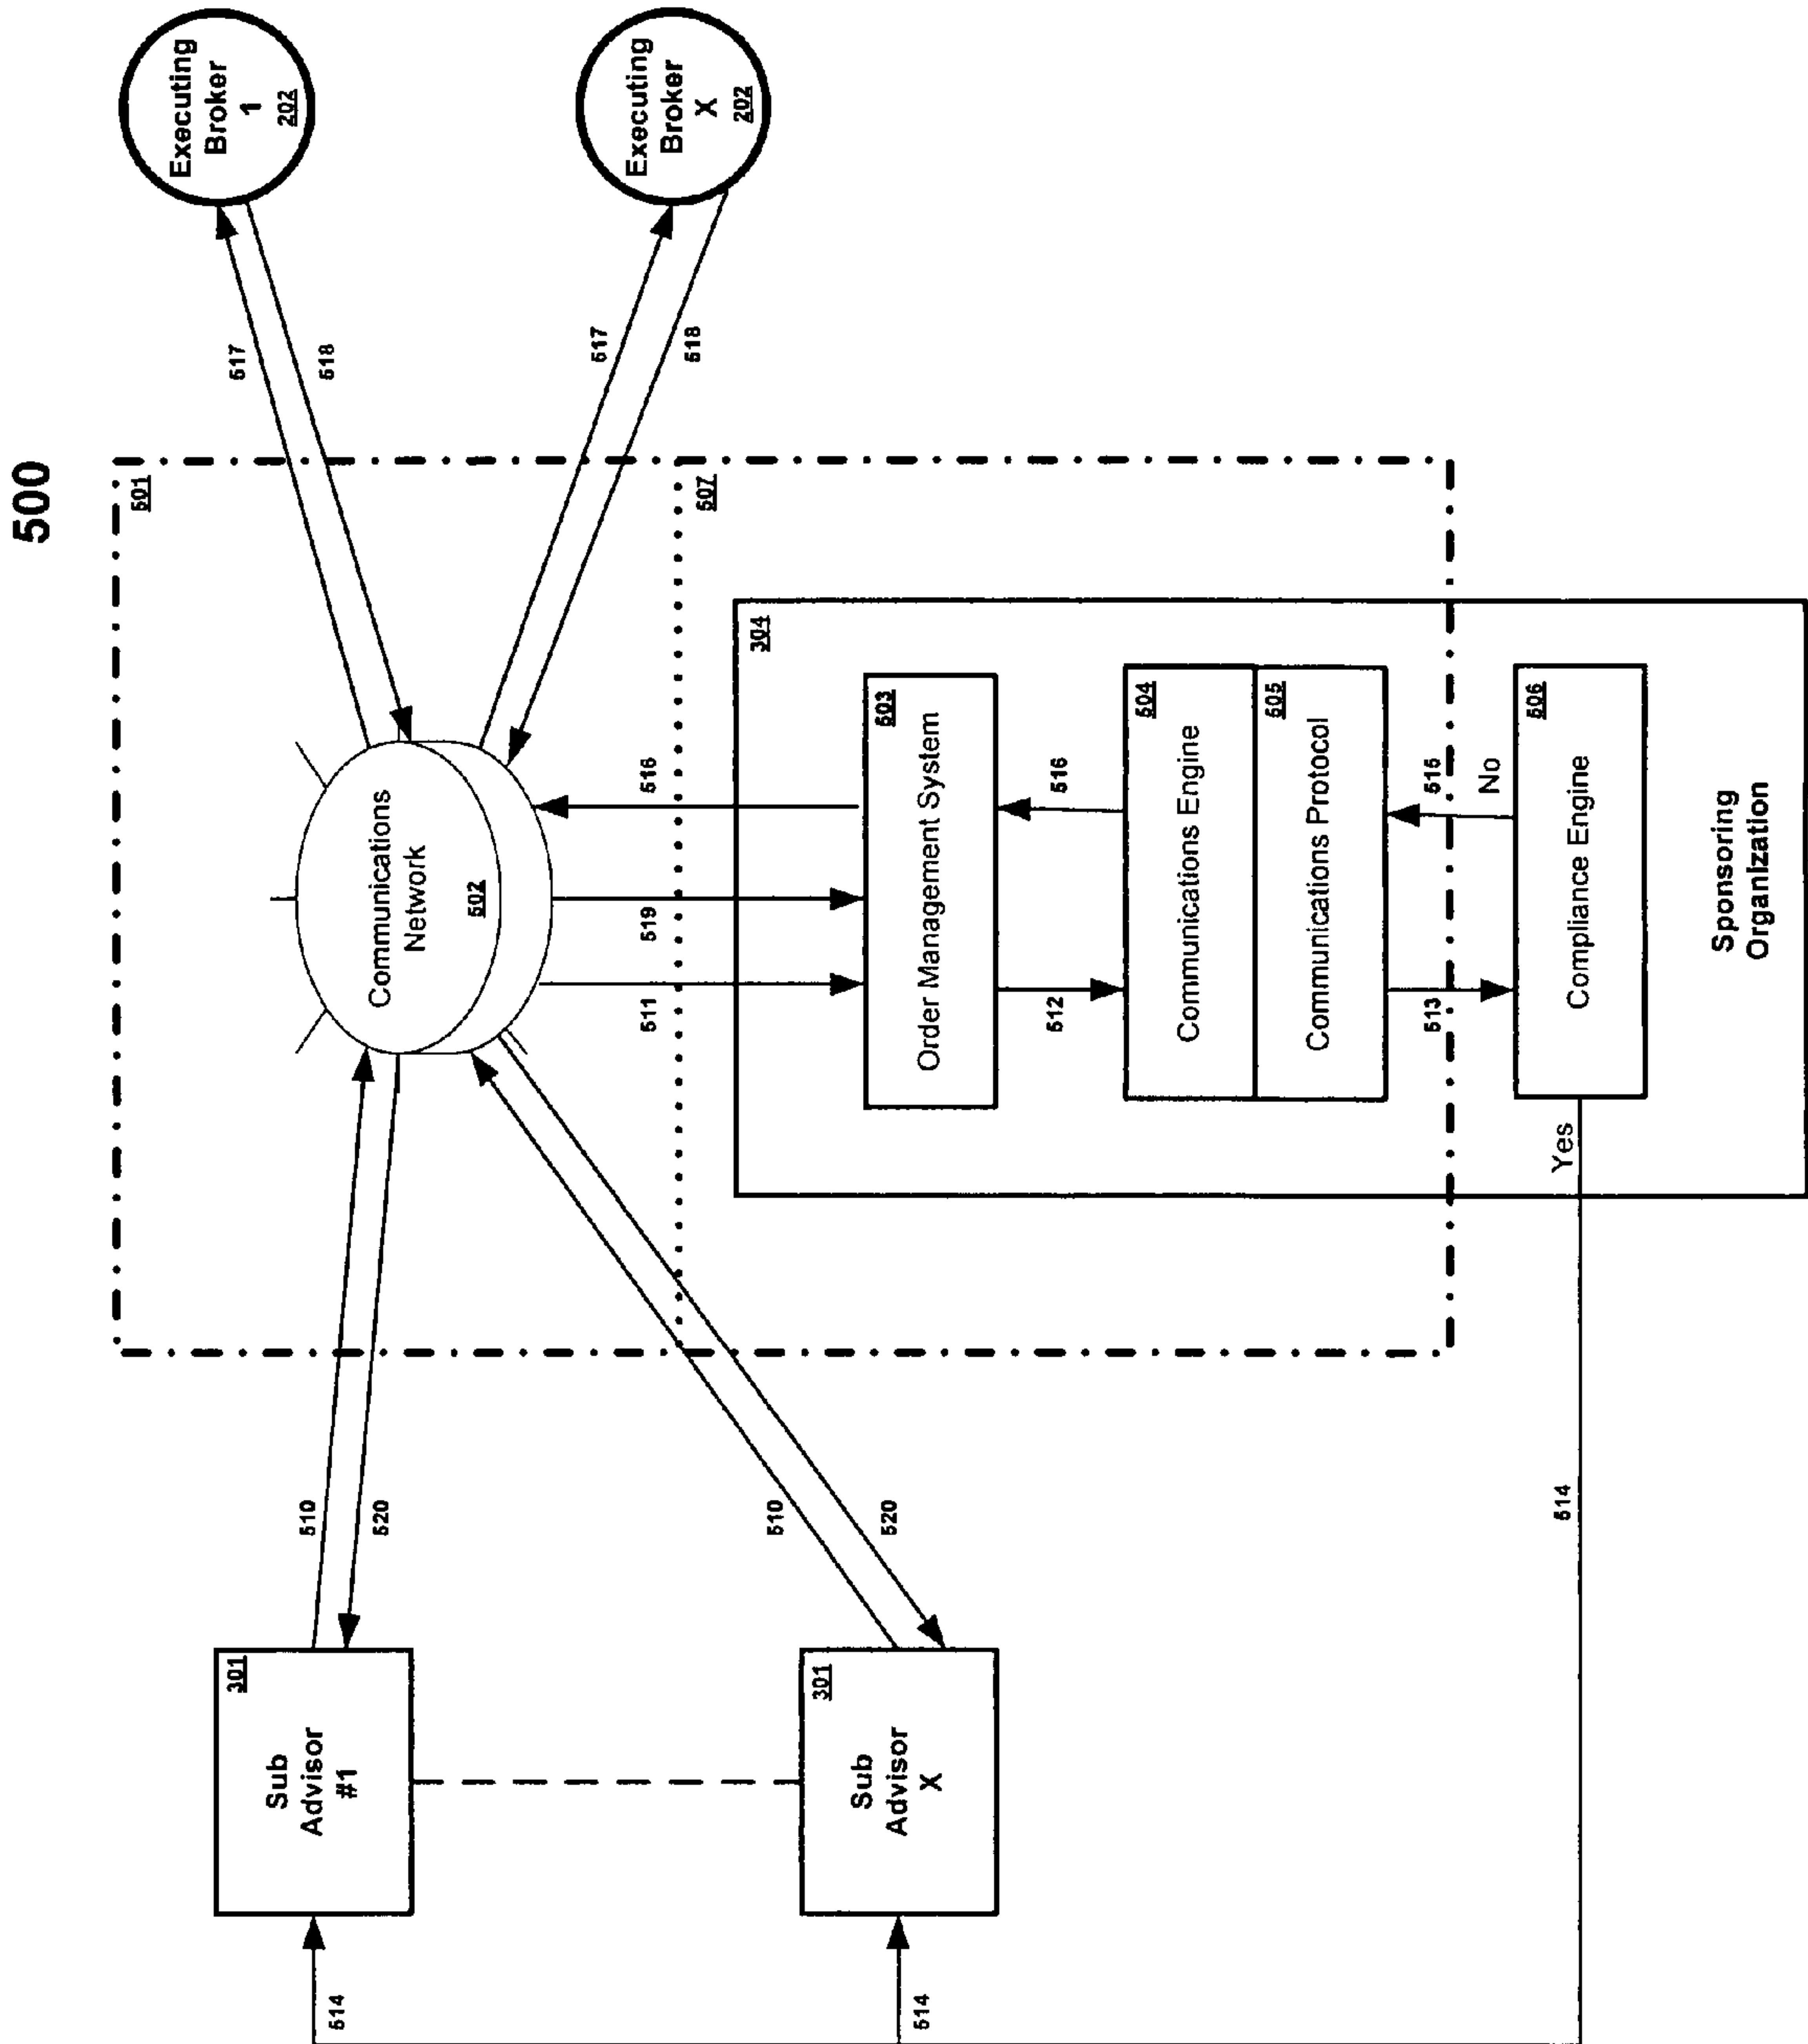 500
501
Executing
Broker
1
202
517
518
Executing
Broker
X
202
517
518
507
Communications
Network
502
510
520
510
520
Sub
Advisor
#1
301
Sub
Advisor
X
301
514
514
514
511
519
516
304
Order Management System
503
512
516
Communications Engine
504
Communications Protocol
505
513
515
No
Compliance Engine
506
Yes
Sponsoring
Organization